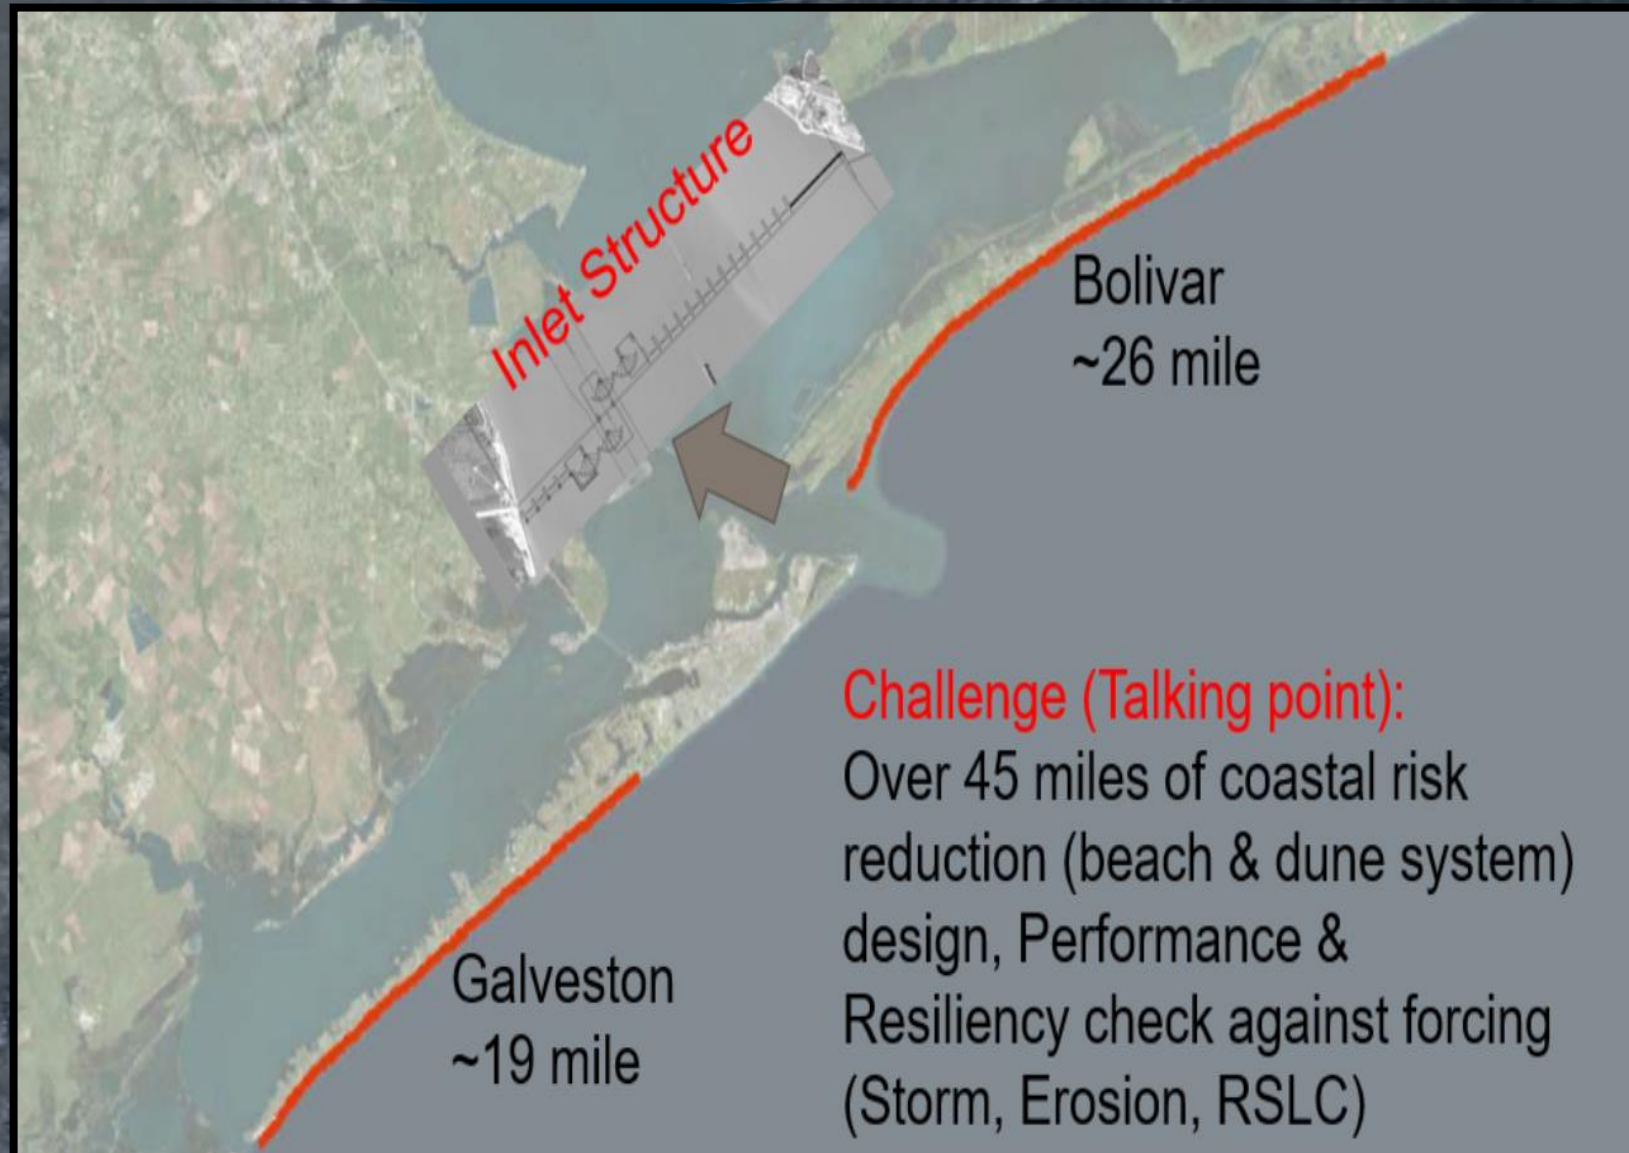 Inlet Structure
Bolivar
~26 mile
Challenge (Talking point):
Over 45 miles of coastal risk
reduction (beach & dune system)
design, Performance &
Resiliency check against forcing
(Storm, Erosion, RSLC)
Galveston
~19 mile